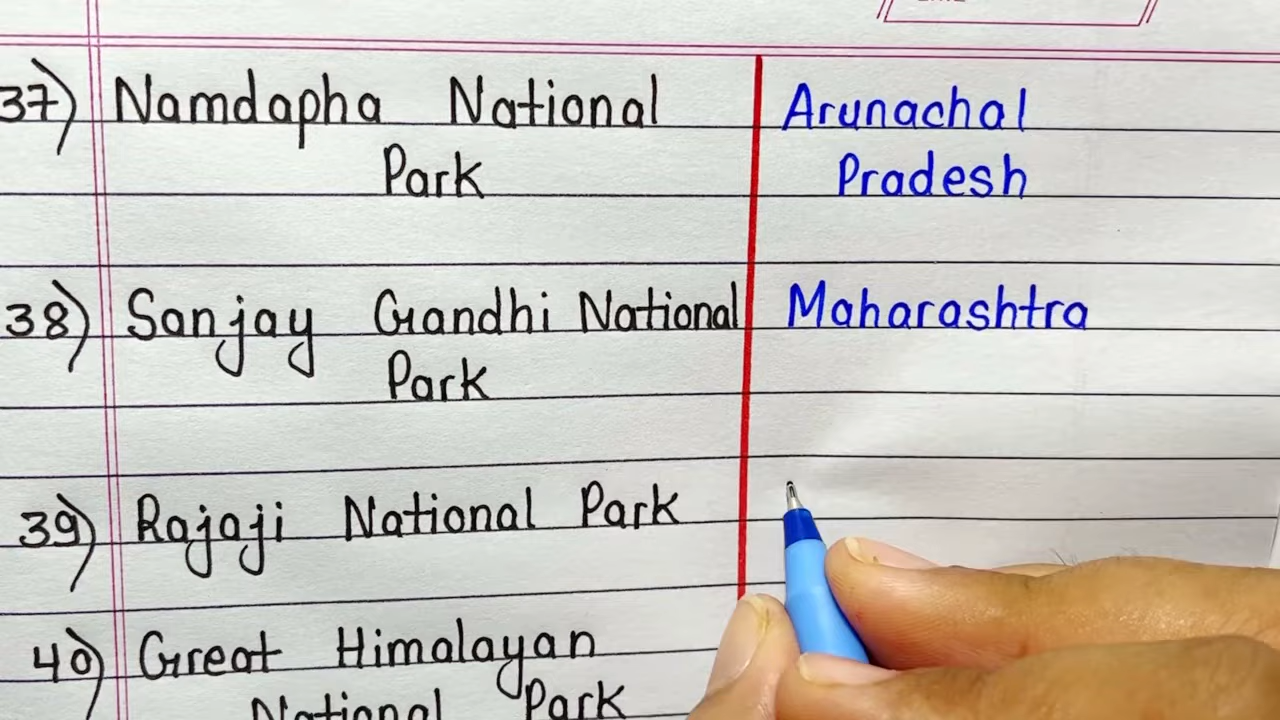 37) Namdapha National Arunachal
Park Pradesh
38) Sanjay Gandhi National Maharashtra
Park
39) Rajaji National Park
40) Great Himalayan
National Park